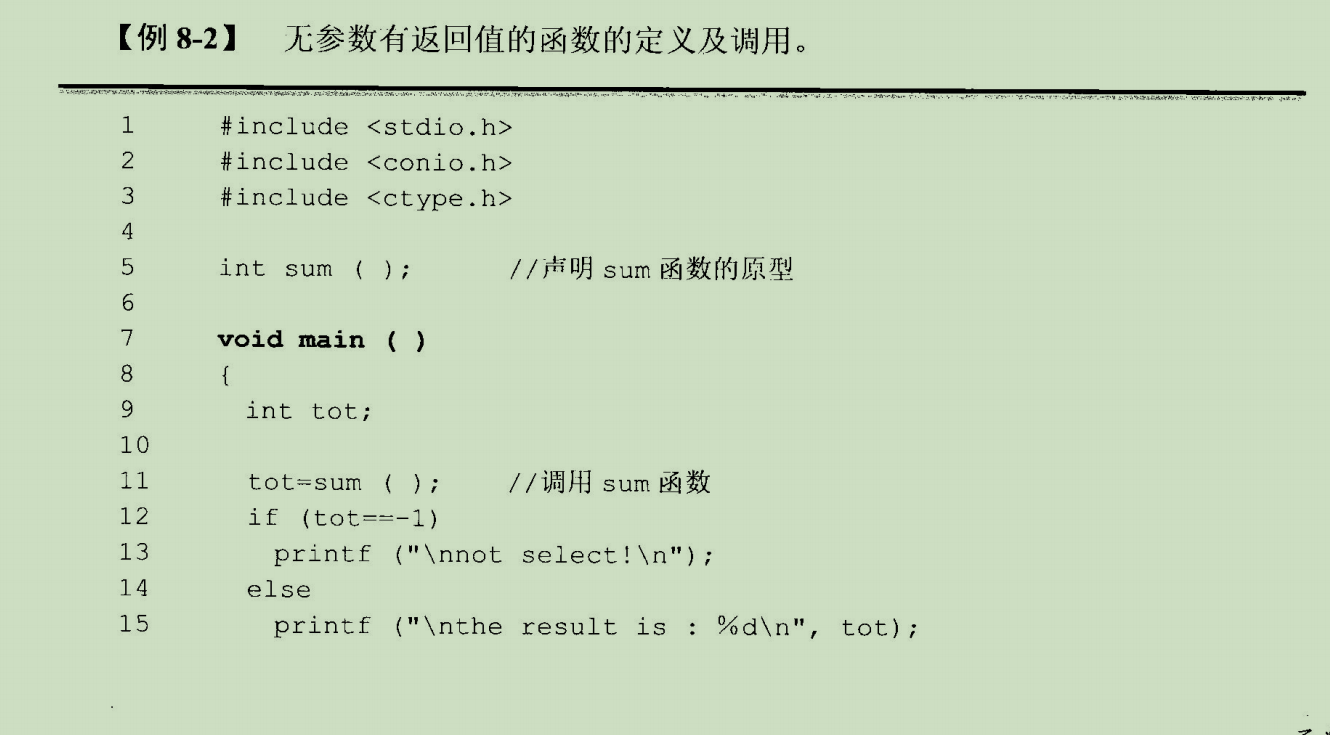 【例 8-2】 无参数有返回值的函数的定义及调用。
1 #include <stdio.h>
2 #include <conio.h>
3 #include <ctype.h>
4
5 int sum ( ); //声明 sum 函数的原型
6
7 void main ( )
8 {
9 int tot;
10
11 tot=sum ( ); //调用 sum 函数
12 if (tot==-1)
13 printf ("\nnot select!\n");
14 else
15 printf ("\nthe result is : %d\n", tot);